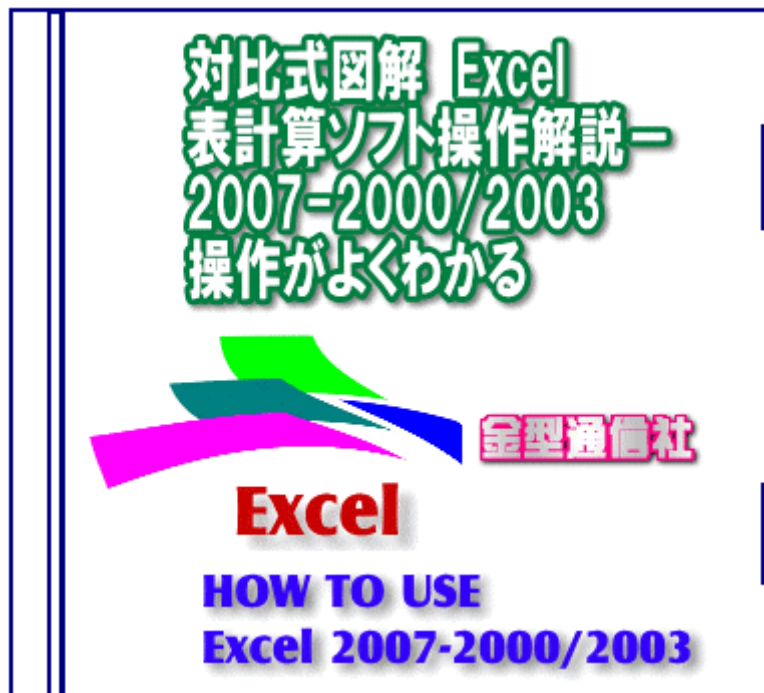 対比式図解 Excel
表計算ソフト操作解説－
2007-2000/2003
操作がよくわかる
金型通信社
Excel
HOW TO USE
Excel 2007-2000/2003